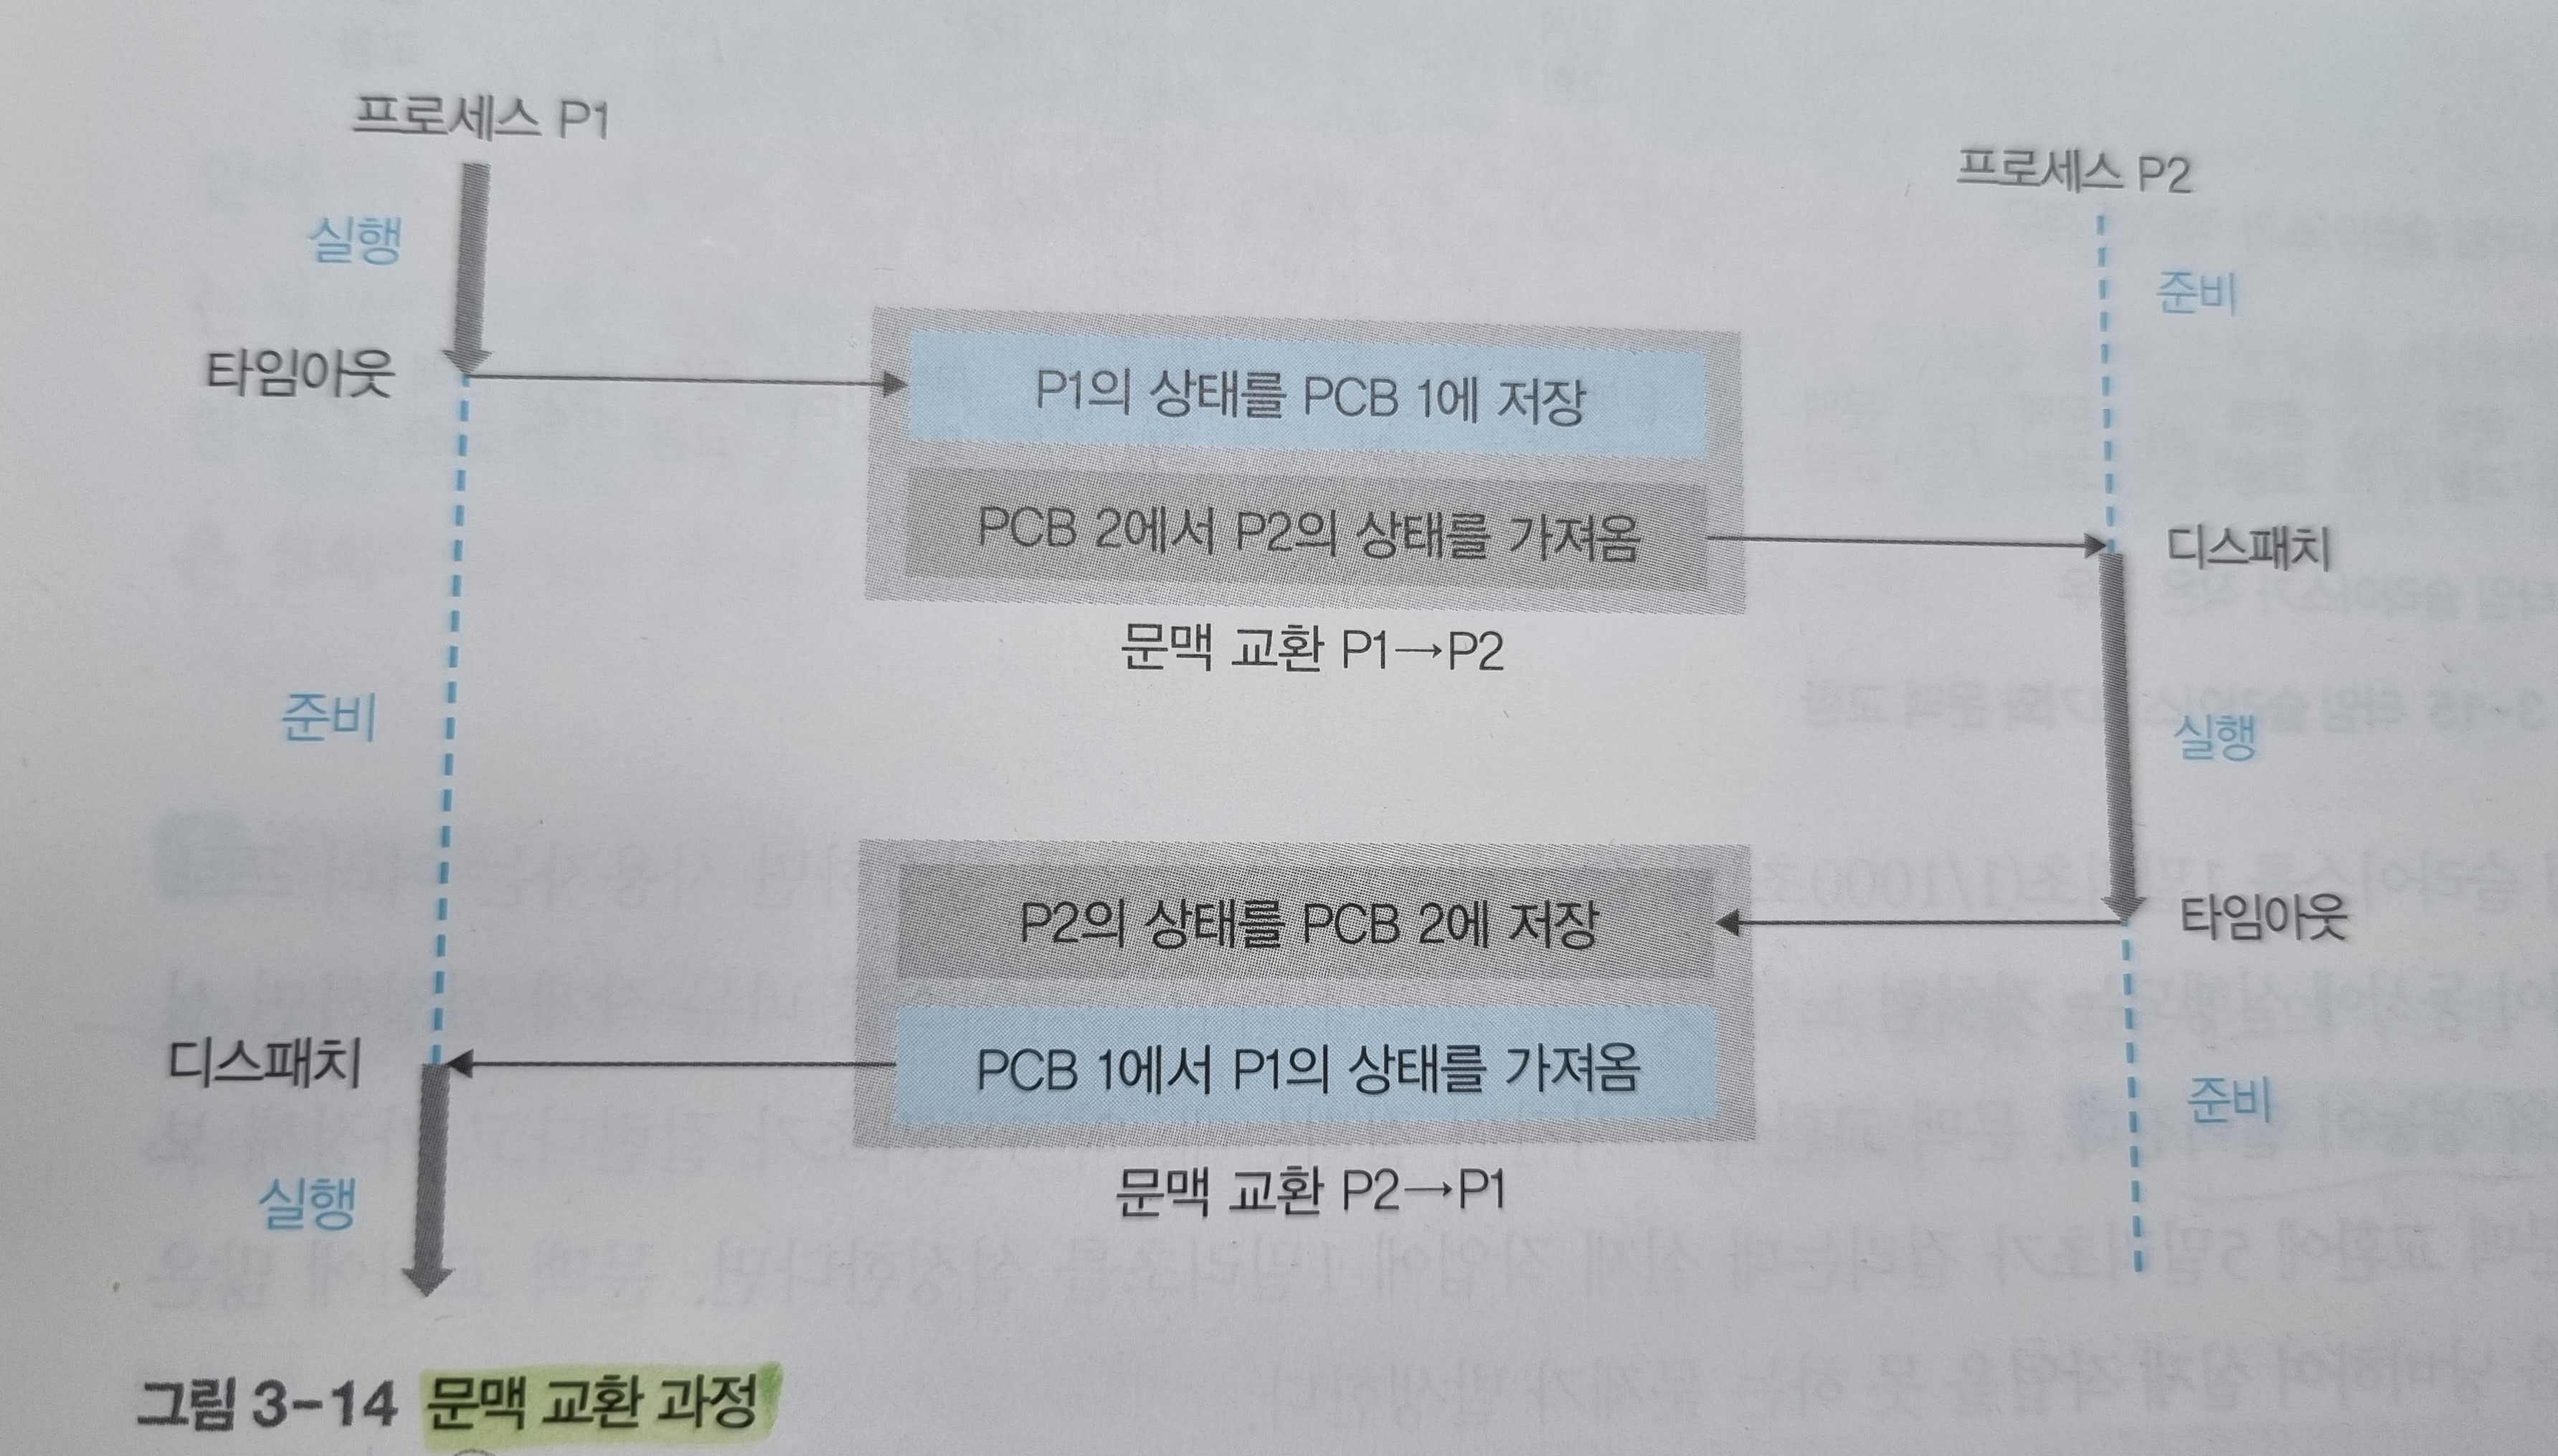 프로세스 P1
프로세스 P2
실행
준비
타임아웃
P1의 상태를 PCB 1에 저장
PCB 2에서 P2의 상태를 가져옴
디스패치
문맥 교환 P1→P2
준비
실행
P2의 상태를 PCB 2에 저장
타임아웃
디스패치
PCB 1에서 P1의 상태를 가져옴
준비
문맥 교환 P2→P1
실행
그림 3-14 문맥 교환 과정